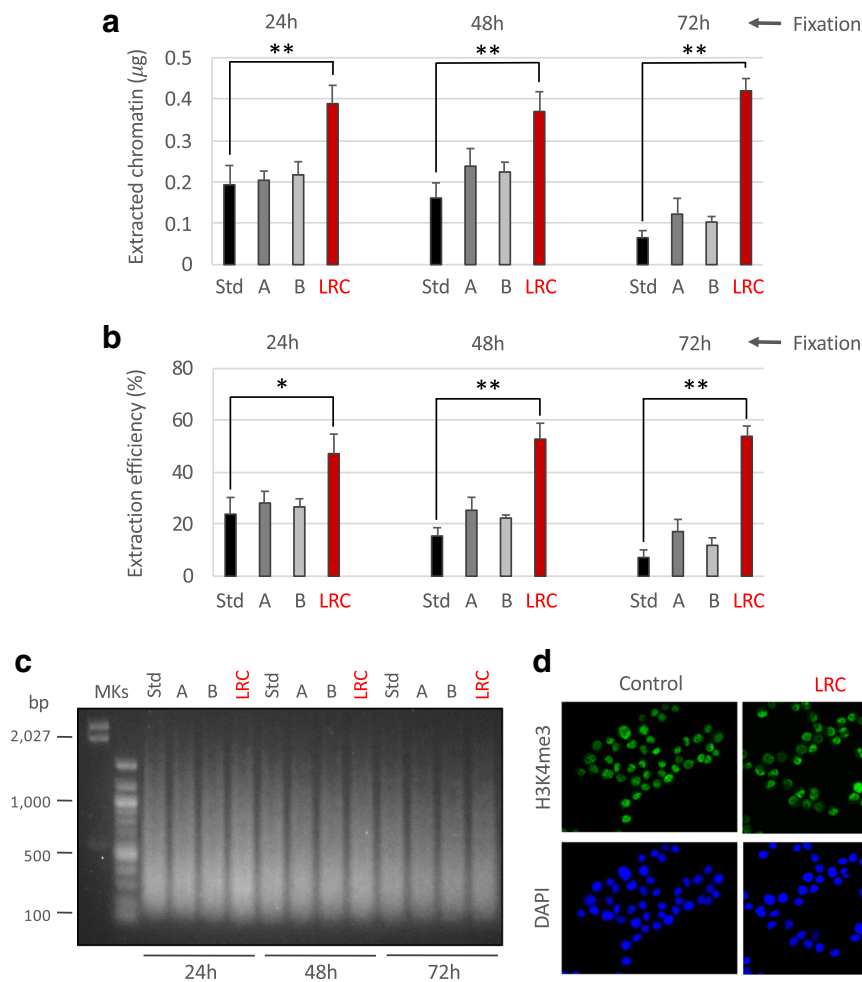 a
24h 48h 72h Fixation
** ** **
Extracted chromatin (μg)
0.5
0.4
0.3
0.2
0.1
0
Std A B LRC Std A B LRC Std A B LRC
b
24h 48h 72h Fixation
* ** **
Extraction efficiency (%)
80
60
40
20
0
Std A B LRC Std A B LRC Std A B LRC
c
bp MKs Std A B LRC Std A B LRC Std A B LRC
2,027
1,000
500
100
24h 48h 72h
d
Control LRC
H3K4me3
DAPI